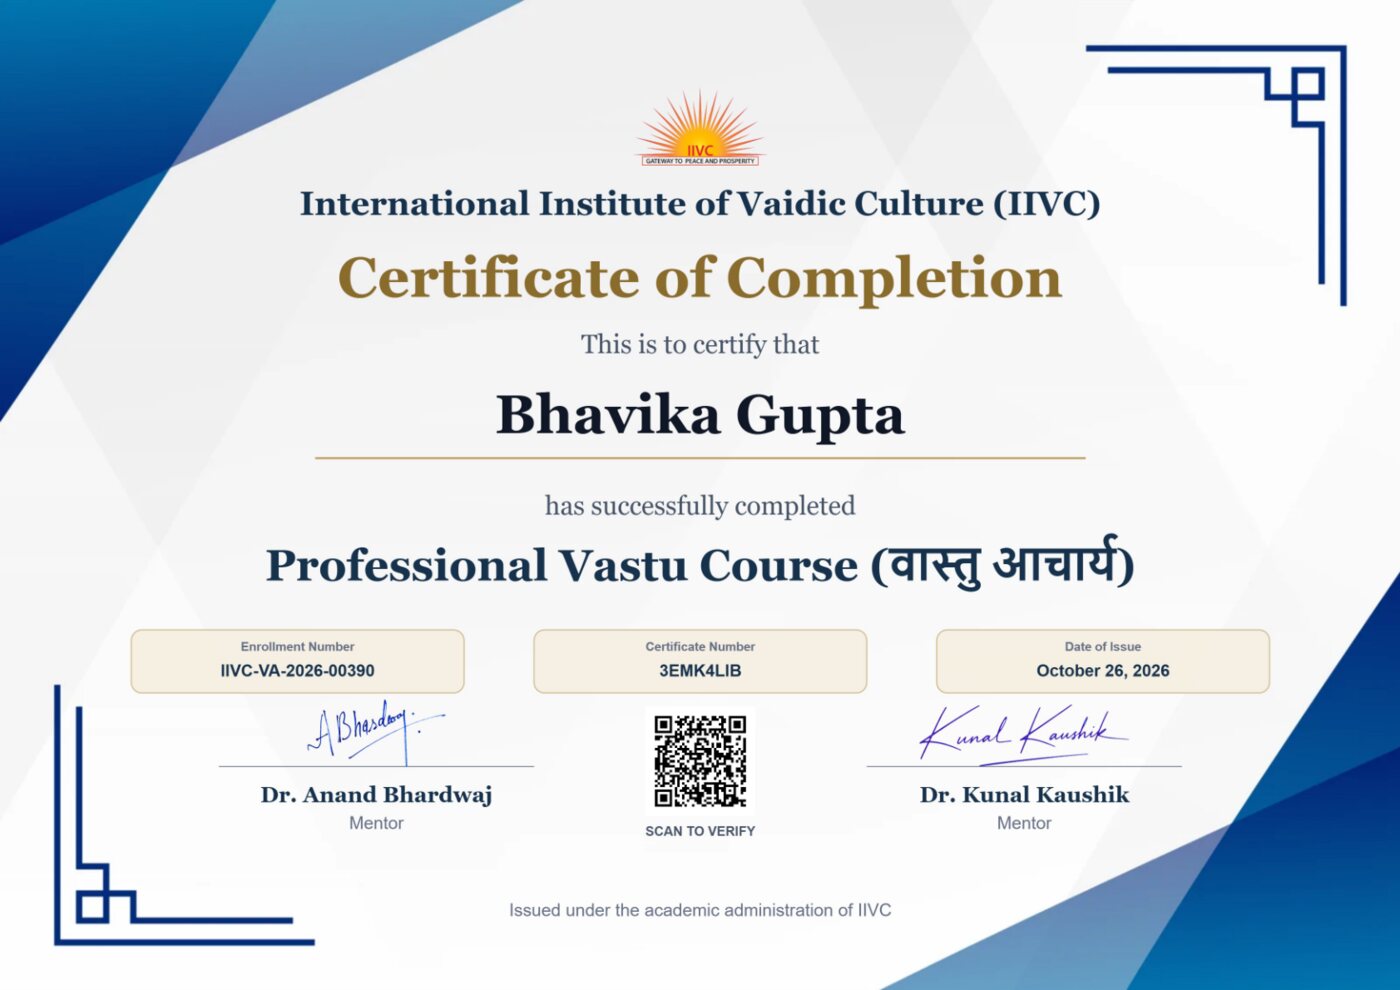 IIVC
GATEWAY TO PEACE AND PROSPERITY
International Institute of Vaidic Culture (IIVC)
Certificate of Completion
This is to certify that
Bhavika Gupta
has successfully completed
Professional Vastu Course (वास्तु आचार्य)
Enrollment Number
IIVC-VA-2026-00390
Certificate Number
3EMK4LIB
Date of Issue
October 26, 2026
A Bhardwaj
Kunal Kaushik
Dr. Anand Bhardwaj
Mentor
SCAN TO VERIFY
Dr. Kunal Kaushik
Mentor
Issued under the academic administration of IIVC